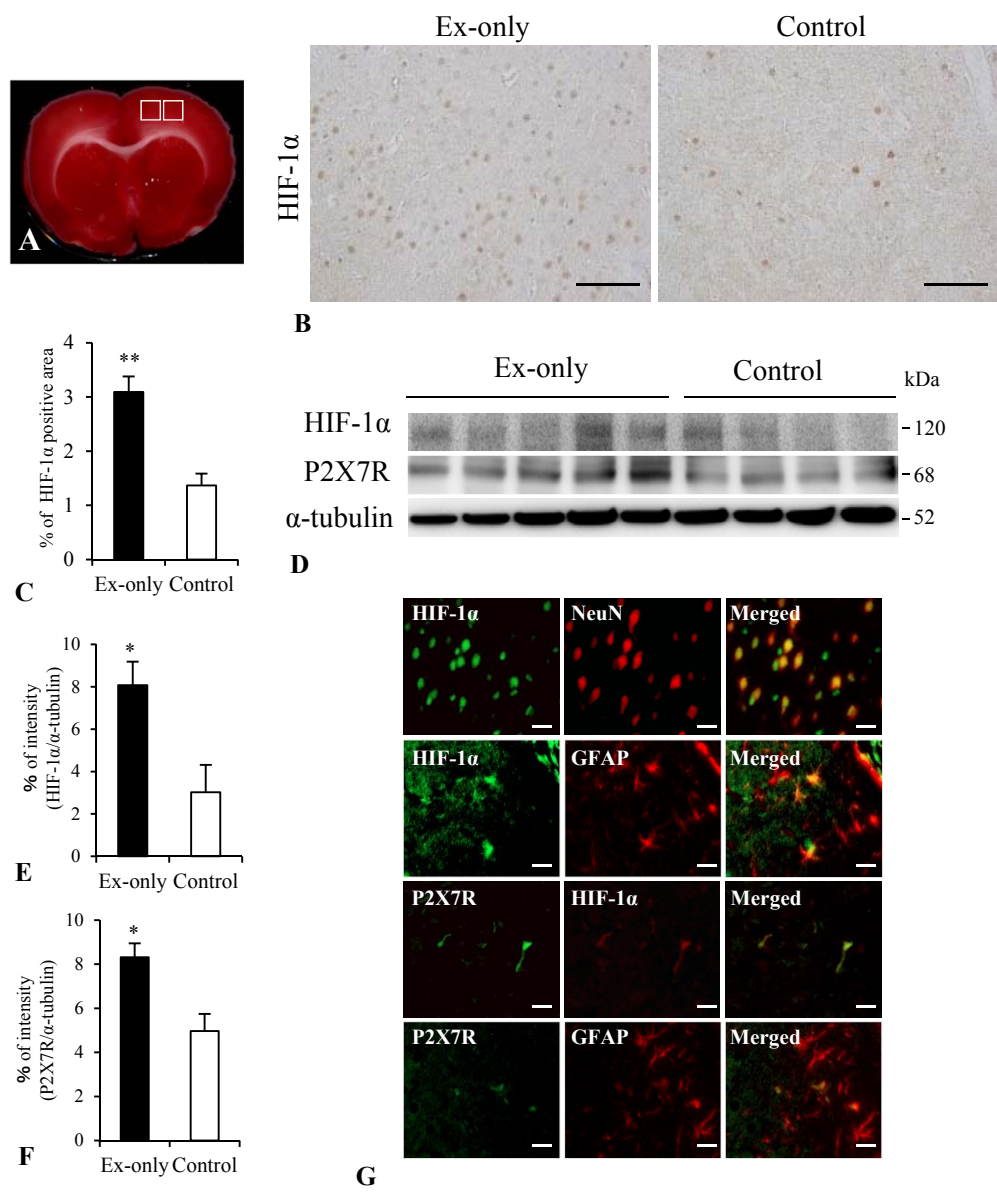 Ex-only Control
A
HIF-1α
B
4
3
2
1
0
% of HIF-1α positive area
**
Ex-only Control
C
Ex-only Control kDa
HIF-1α -120
P2X7R -68
α-tubulin -52
D
10
8
6
4
2
0
% of intensity
(HIF-1α/α-tubulin)
*
Ex-only Control
E
10
8
6
4
2
0
% of intensity
(P2X7R/α-tubulin)
*
Ex-only Control
F
HIF-1α NeuN Merged
HIF-1α GFAP Merged
P2X7R HIF-1α Merged
P2X7R GFAP Merged
G